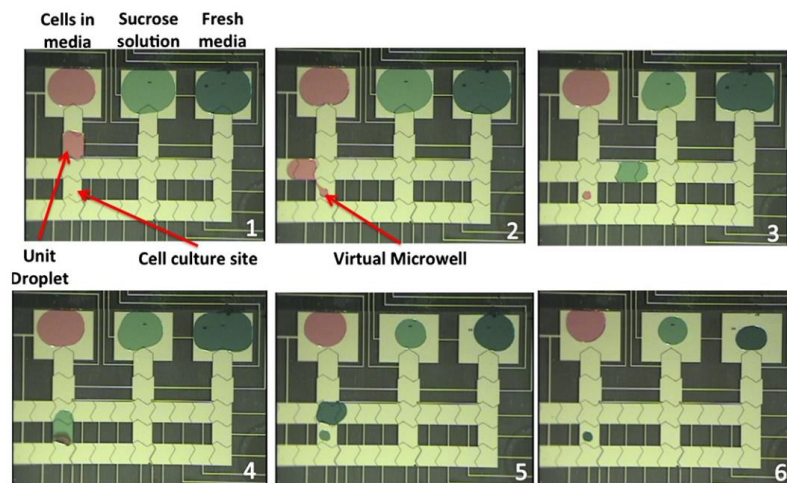 Cells in media
Sucrose solution
Fresh media
1
2
3
Unit Droplet
Cell culture site
Virtual Microwell
4
5
6